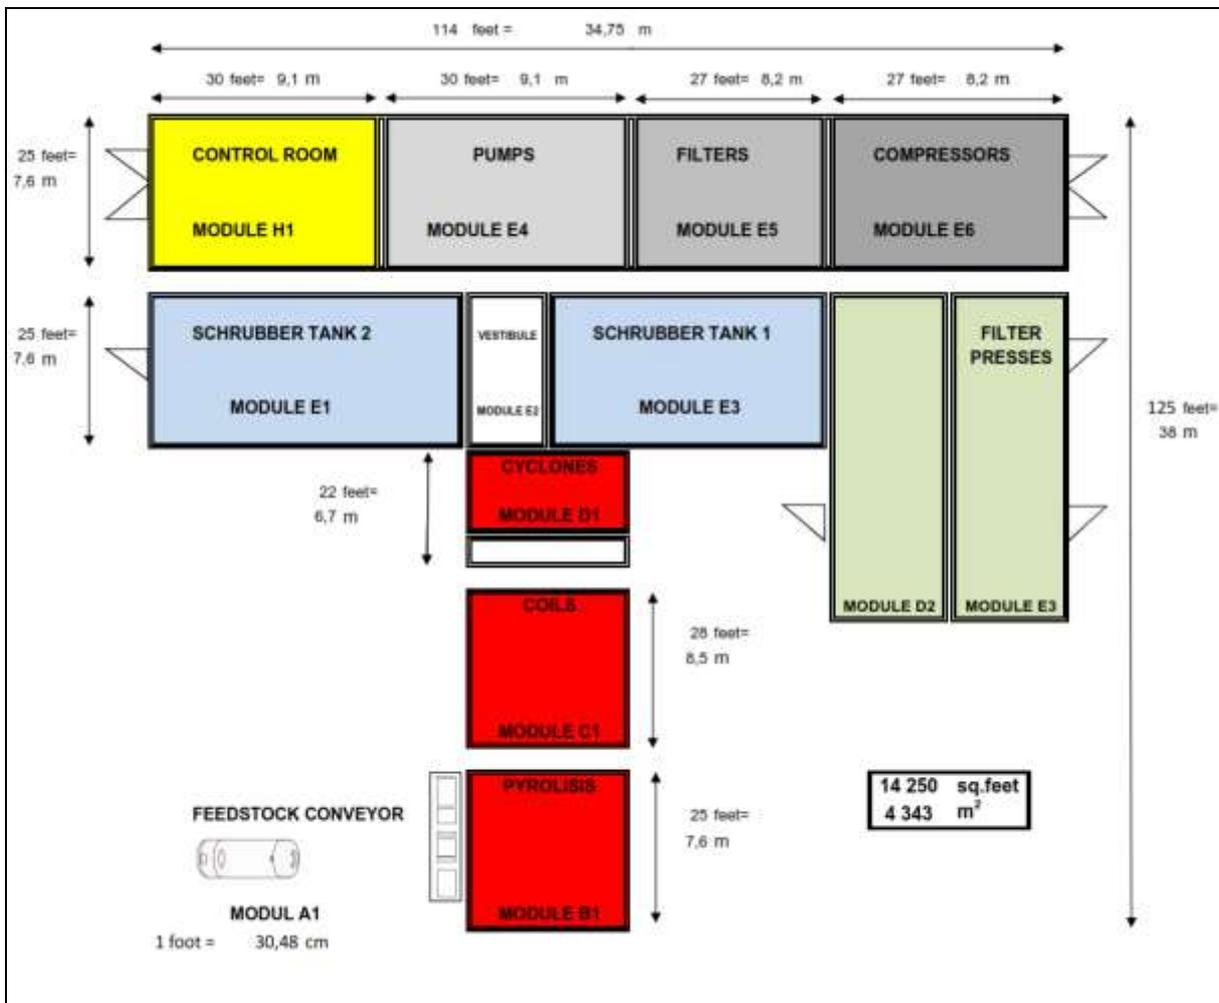 114 feet = 34,75 m
30 feet= 9,1 m
30 feet= 9,1 m
27 feet= 8,2 m
27 feet= 8,2 m
25 feet=
7,6 m
CONTROL ROOM
MODULE H1
PUMPS
MODULE E4
FILTERS
MODULE E5
COMPRESSORS
MODULE E6
25 feet=
7,6 m
SCHRUBBER TANK 2
MODULE E1
VESTIBULE
MODULE E2
SCHRUBBER TANK 1
MODULE E3
FILTER
PRESSES
MODULE D2
MODULE E3
125 feet=
38 m
22 feet=
6,7 m
CYCLONES
MODULE D1
COILS
MODULE C1
28 feet=
8,5 m
PYROLISIS
MODULE B1
25 feet=
7,6 m
14 250 sq.feet
4 343 m²
FEEDSTOCK CONVEYOR
MODUL A1
1 foot = 30,48 cm